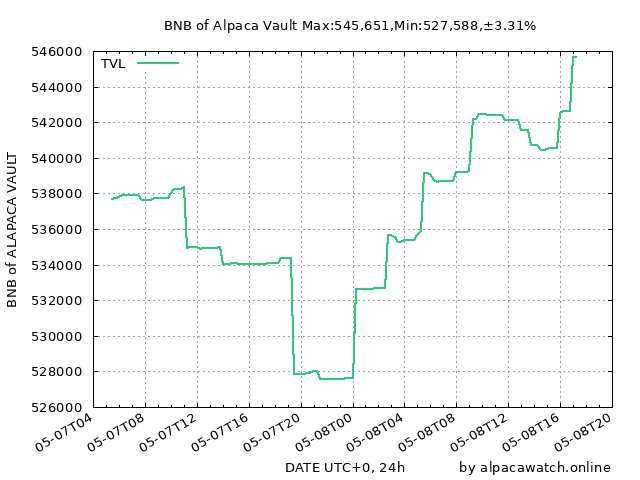 BNB of Alpaca Vault Max:545,651,Min:527,588,±3.31%
TVL
546000
544000
542000
540000
538000
536000
534000
532000
530000
528000
526000
BNB of ALAPACA VAULT
05-07T04
05-07T08
05-07T12
05-07T16
05-07T20
05-08T00
05-08T04
05-08T08
05-08T12
05-08T16
05-08T20
DATE UTC+0, 24h
by alpacawatch.online